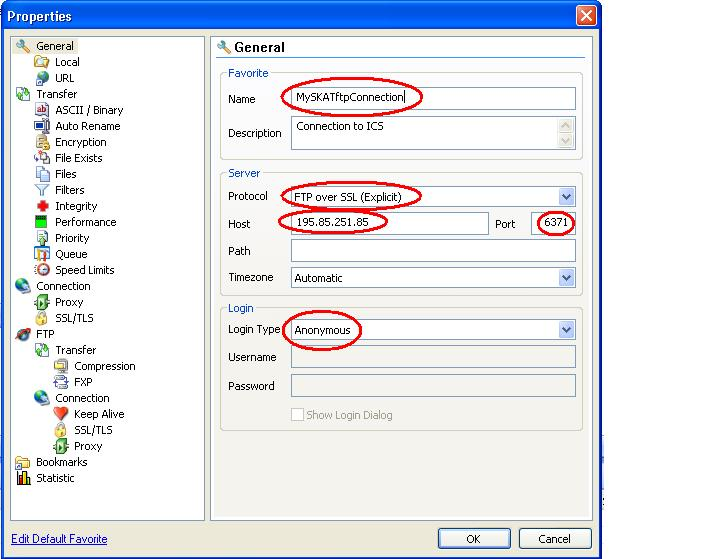 Properties
General
Local
URL
Transfer
ASCII / Binary
Auto Rename
Encryption
File Exists
Files
Filters
Integrity
Performance
Priority
Queue
Speed Limits
Connection
Proxy
SSL/TLS
FTP
Transfer
Compression
FXP
Connection
Keep Alive
SSL/TLS
Proxy
Bookmarks
Statistic
General
Favorite
Name MySKATftpConnection
Description Connection to ICS
Server
Protocol FTP over SSL (Explicit)
Host 195.85.251.85 Port 6371
Path
Timezone Automatic
Login
Login Type Anonymous
Username
Password
Show Login Dialog
Edit Default Favorite
OK Cancel